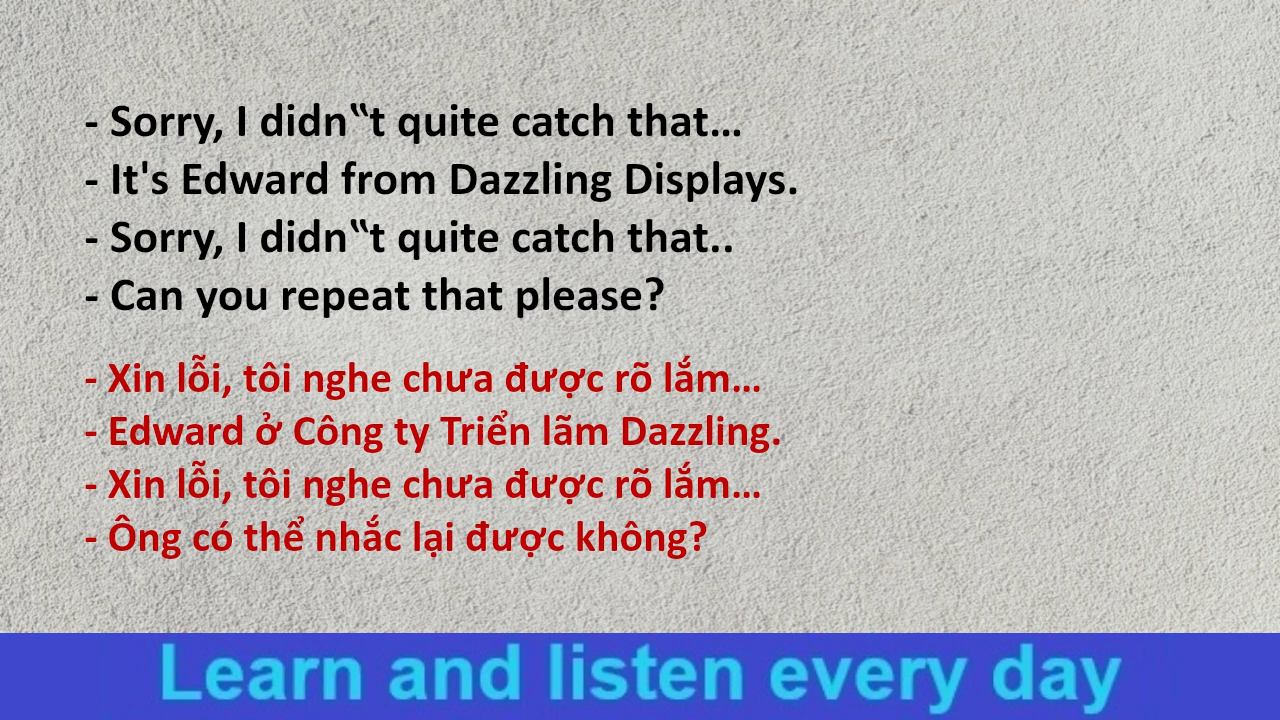 - Sorry, I didn‟t quite catch that…
- It's Edward from Dazzling Displays.
- Sorry, I didn‟t quite catch that..
- Can you repeat that please?
- Xin lỗi, tôi nghe chưa được rõ lắm…
- Edward ở Công ty Triển lãm Dazzling.
- Xin lỗi, tôi nghe chưa được rõ lắm…
- Ông có thể nhắc lại được không?
Learn and listen every day